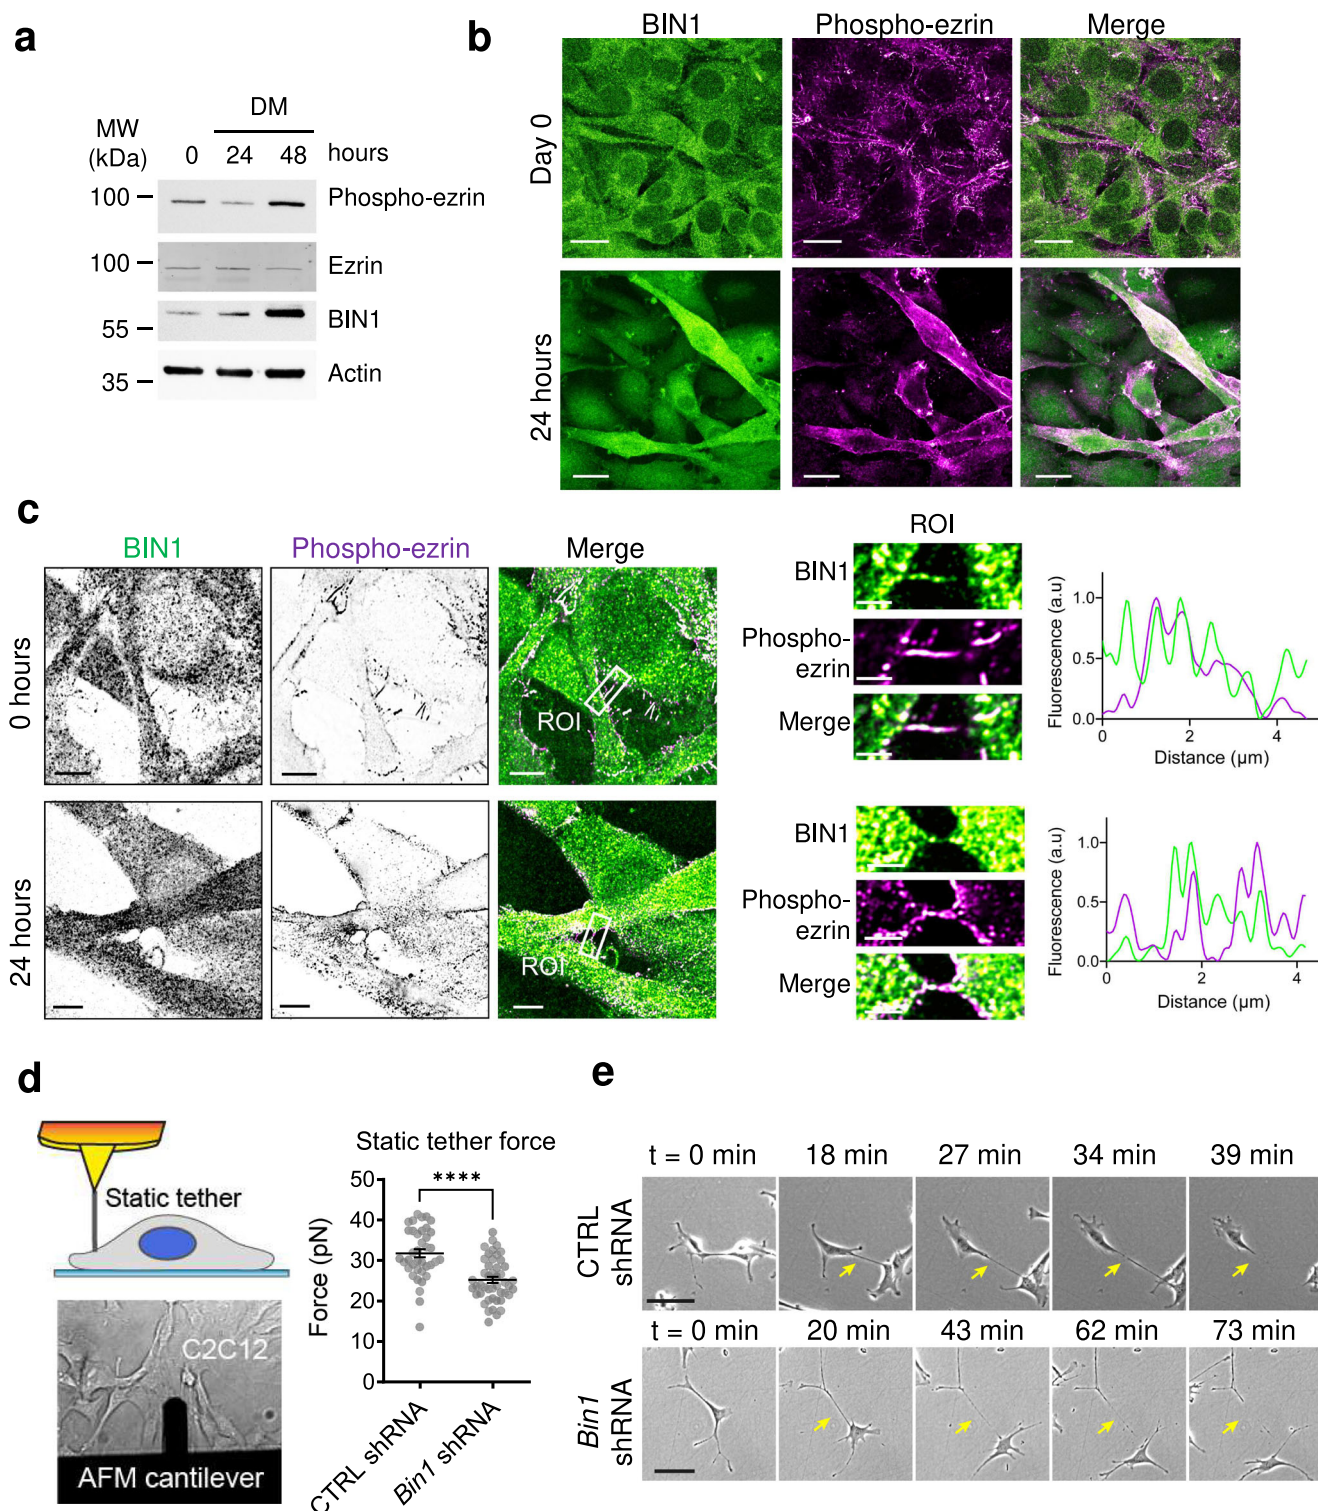 a
DM
MW
(kDa)
0
24
48
hours
100
Phospho-ezrin
100
Ezrin
55
BIN1
35
Actin
b
BIN1
Phospho-ezrin
Merge
Day 0
24 hours
c
BIN1
Phospho-ezrin
Merge
0 hours
ROI
24 hours
ROI
ROI
BIN1
Phospho-
ezrin
Merge
Fluorescence (a.u)
1.0
0.5
0.0
0
2
4
Distance (µm)
BIN1
Phospho-
ezrin
Merge
Fluorescence (a.u)
1.0
0.5
0.0
0
2
4
Distance (µm)
d
Static tether
C2C12
AFM cantilever
Static tether force
****
Force (pN)
50
40
30
20
10
0
CTRL shRNA
Bin1 shRNA
e
t = 0 min
18 min
27 min
34 min
39 min
CTRL
shRNA
t = 0 min
20 min
43 min
62 min
73 min
Bin1
shRNA